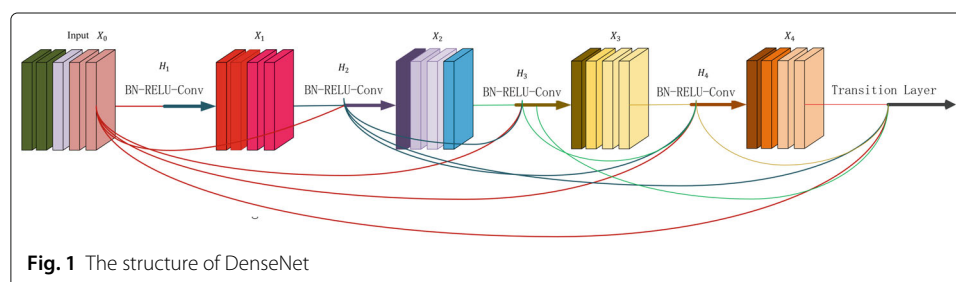 Input X₀ X₁ X₂ X₃ X₄
H₁ H₂ H₃ H₄
BN-RELU-Conv BN-RELU-Conv BN-RELU-Conv BN-RELU-Conv Transition Layer
Fig. 1 The structure of DenseNet